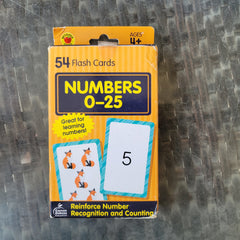 AGES
4+
54 Flash Cards
NUMBERS
0–25
Great for
learning
numbers!
5
Reinforce Number
Recognition and Counting